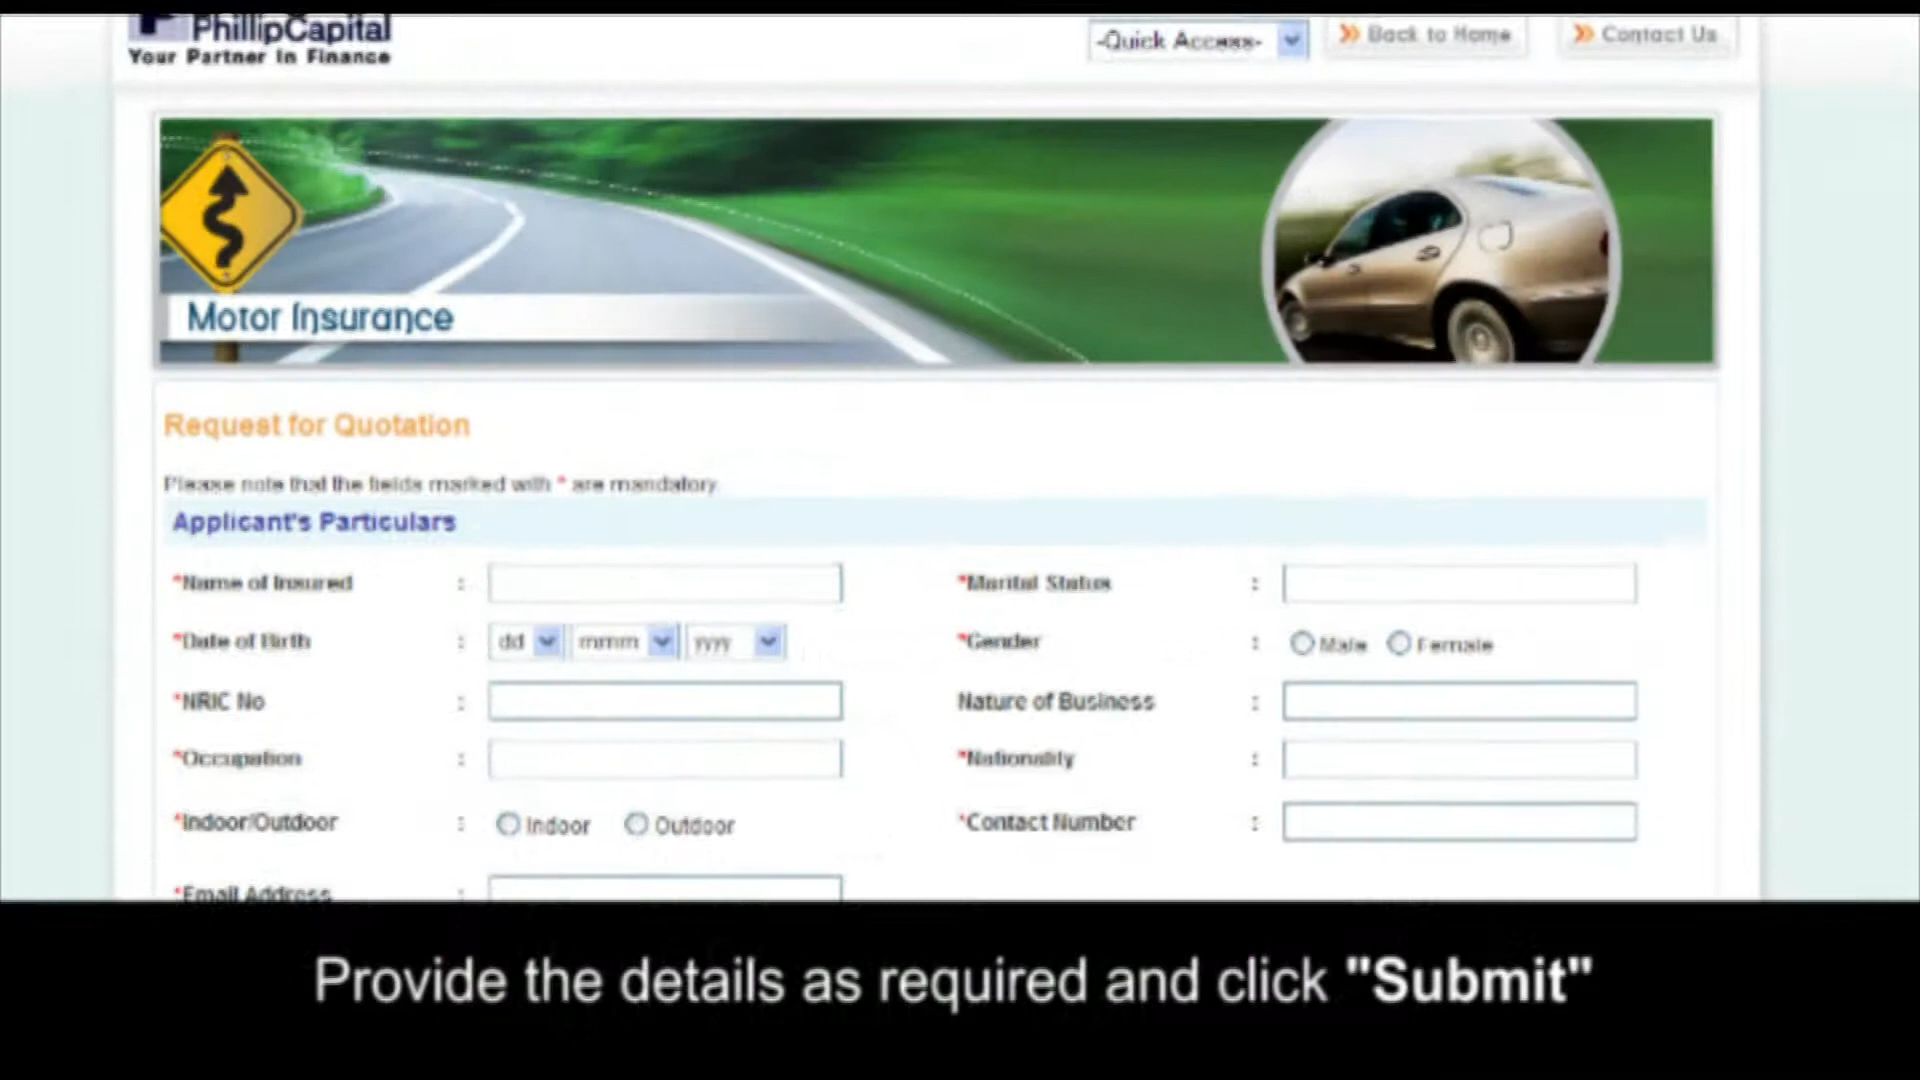 PhillipCapital
Your Partner In Finance
-Quick Access-
Back to Home
Contact Us
Motor Insurance
Request for Quotation
Please note that the fields marked with * are mandatory
Applicant's Particulars
*Name of Insured :
*Marital Status :
*Date of Birth : dd mmm yyyy
*Gender : Male Female
*NRIC No :
Nature of Business :
*Occupation :
*Nationality :
*Indoor/Outdoor : Indoor Outdoor
*Contact Number :
*Email Address :
Provide the details as required and click "Submit"